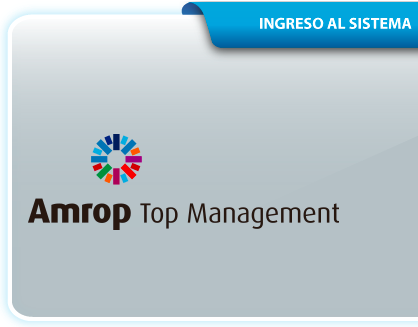 INGRESO AL SISTEMA
Amrop Top Management